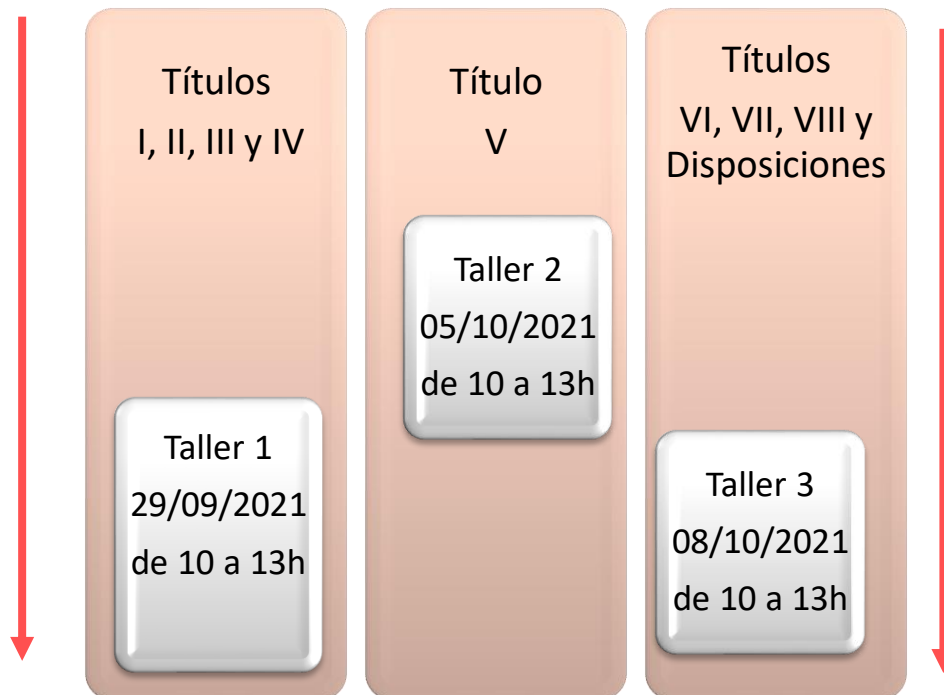 Títulos
I, II, III y IV
Taller 1
29/09/2021
de 10 a 13h
Título
V
Taller 2
05/10/2021
de 10 a 13h
Títulos
VI, VII, VIII y
Disposiciones
Taller 3
08/10/2021
de 10 a 13h